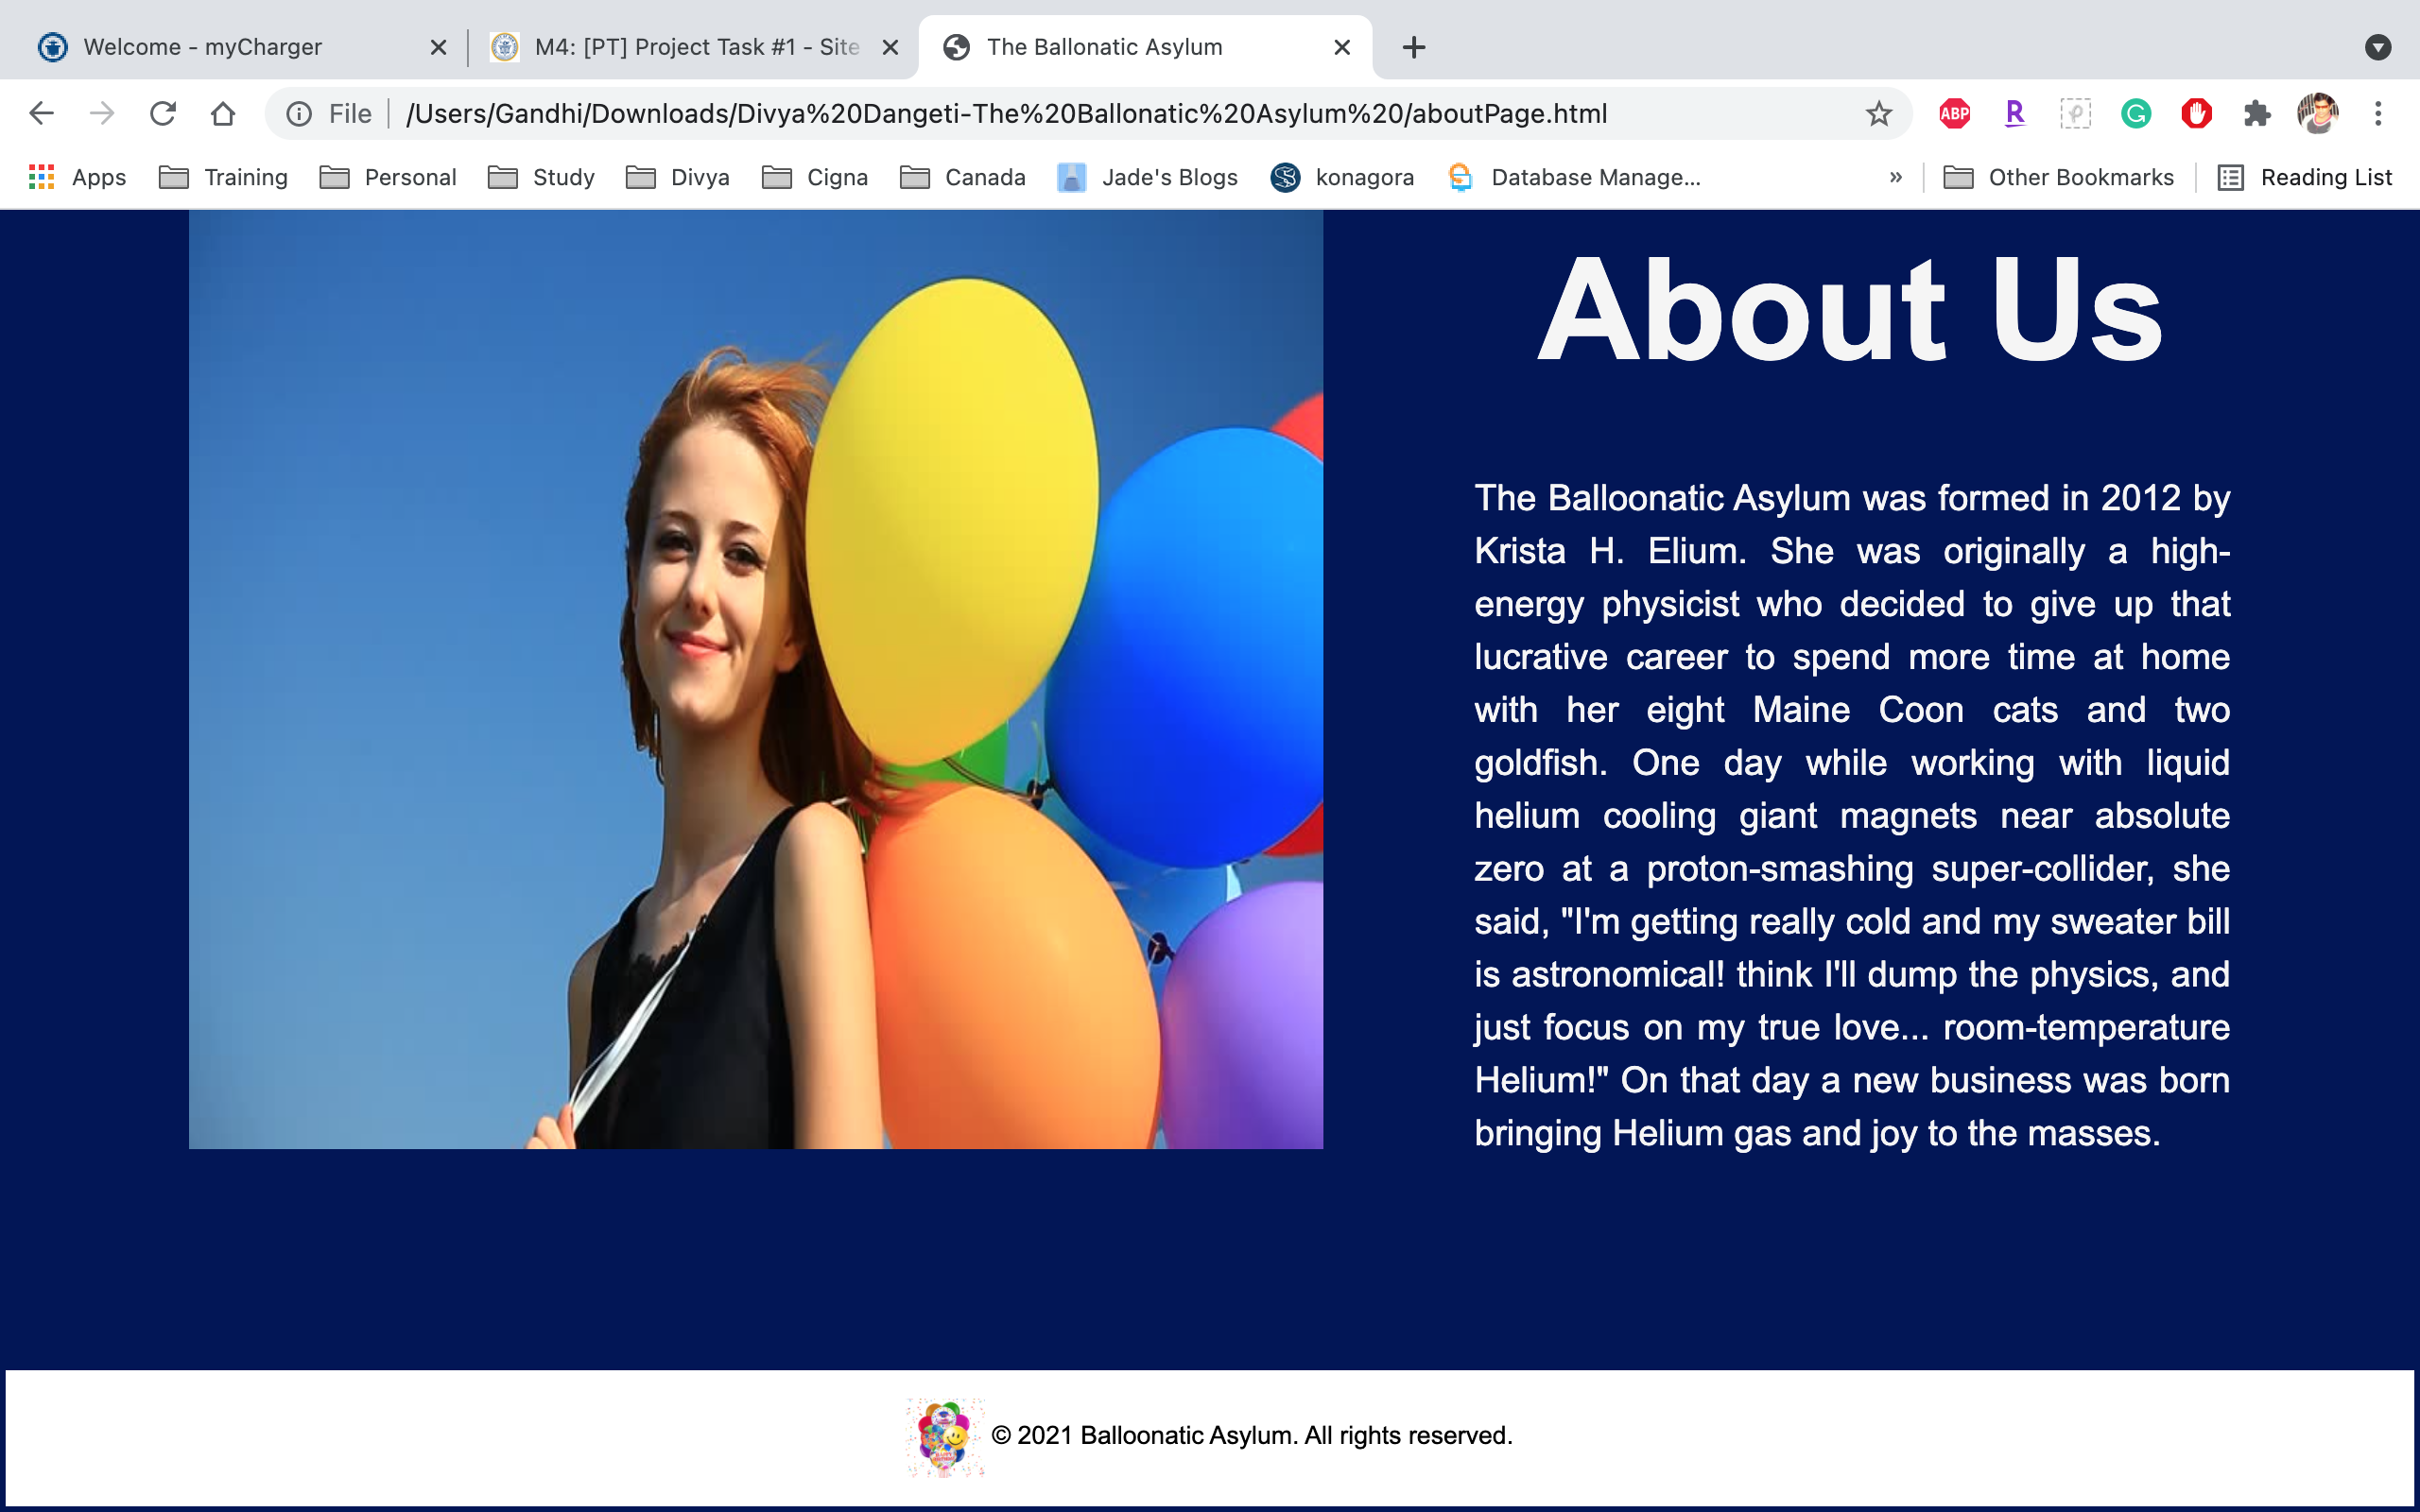 Welcome - myCharger
M4: [PT] Project Task #1 - Site
The Ballonatic Asylum
File
/Users/Gandhi/Downloads/Divya%20Dangeti-The%20Ballonatic%20Asylum%20/aboutPage.html
ABP
R
Apps
Training
Personal
Study
Divya
Cigna
Canada
Jade's Blogs
konagora
Database Manage...
»
Other Bookmarks
Reading List
About Us
The Balloonatic Asylum was formed in 2012 by
Krista H. Elium. She was originally a high-
energy physicist who decided to give up that
lucrative career to spend more time at home
with her eight Maine Coon cats and two
goldfish. One day while working with liquid
helium cooling giant magnets near absolute
zero at a proton-smashing super-collider, she
said, "I'm getting really cold and my sweater bill
is astronomical! think I'll dump the physics, and
just focus on my true love... room-temperature
Helium!" On that day a new business was born
bringing Helium gas and joy to the masses.
© 2021 Balloonatic Asylum. All rights reserved.